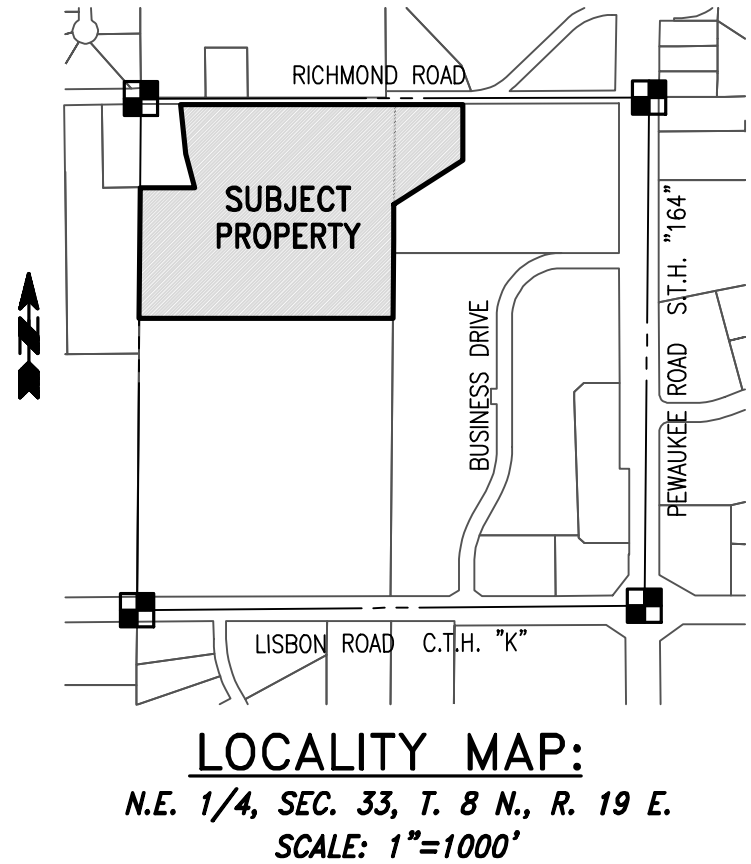 RICHMOND ROAD
SUBJECT
PROPERTY
N
BUSINESS DRIVE
PEWAUKEE ROAD S.T.H. "164"
LISBON ROAD C.T.H. "K"
LOCALITY MAP:
N.E. 1/4, SEC. 33, T. 8 N., R. 19 E.
SCALE: 1"=1000'